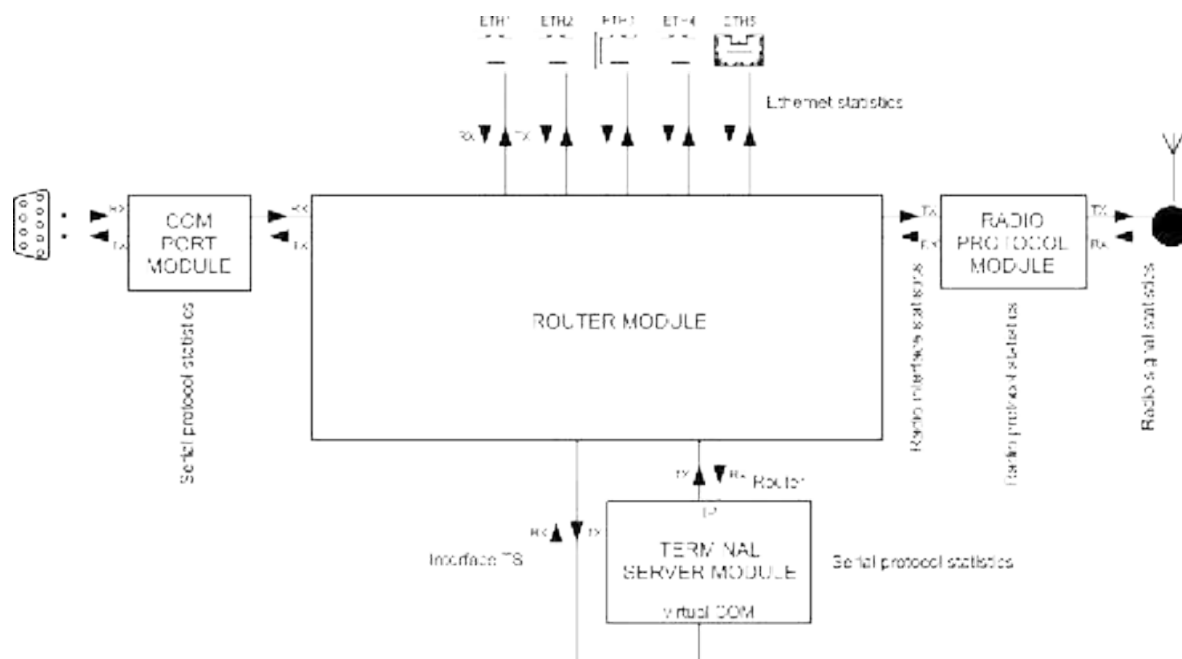 ETH1 ETH2 ETH3 ETH4 ETH5
Ethernet statistics
RX TX
RX
TX
COM
PORT
MODULE
RX
TX
ROUTER MODULE
TX
RX
RADIO
PROTOCOL
MODULE
TX
RX
Serial protocol statistics
Radio interface statistics
Radio protocol statistics
Radio signal statistics
TX RX Router
RX TX
Interface TS
TERMINAL
SERVER MODULE
virtual COM
Serial protocol statistics